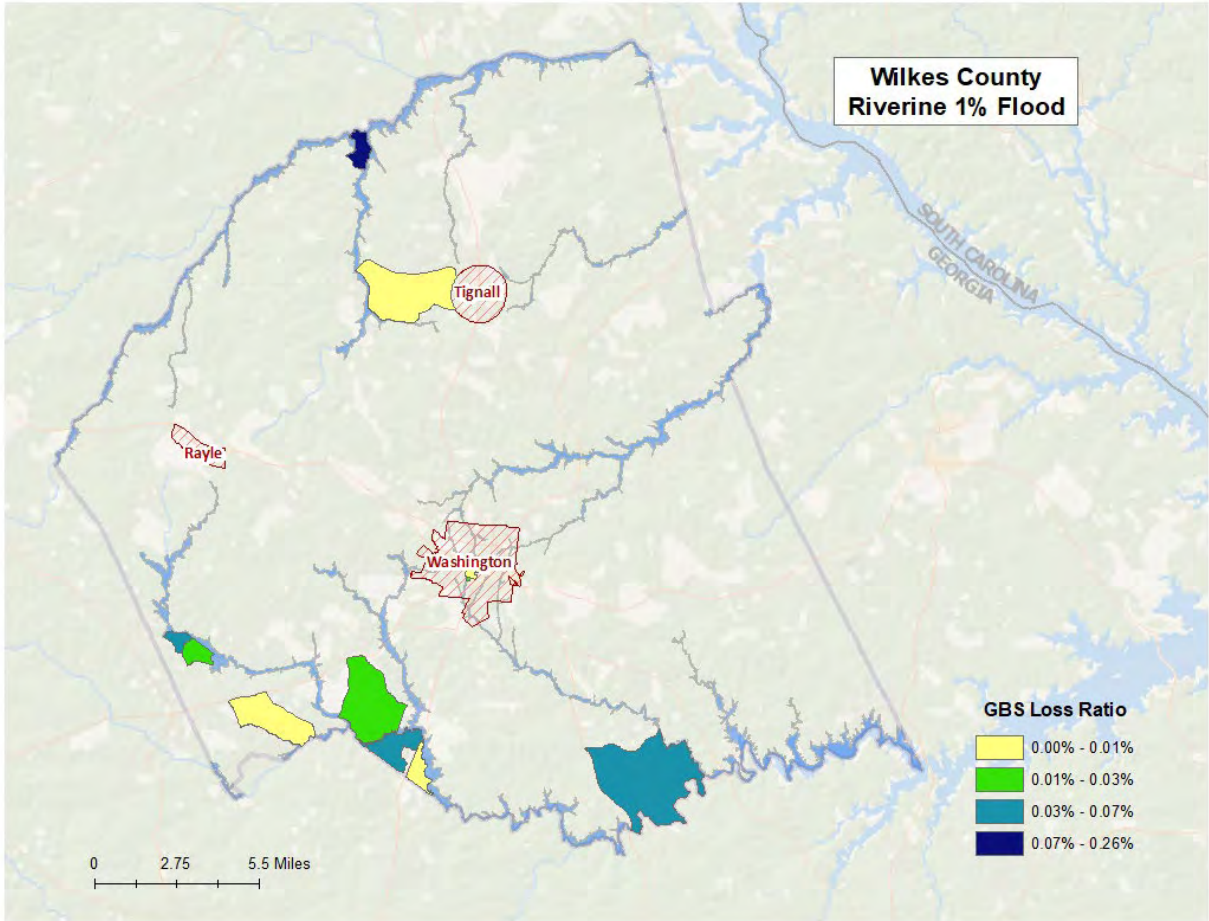 Wilkes County
Riverine 1% Flood
SOUTH CAROLINA
GEORGIA
Tignall
Rayle
Washington
GBS Loss Ratio
0.00% - 0.01%
0.01% - 0.03%
0.03% - 0.07%
0.07% - 0.26%
0 2.75 5.5 Miles